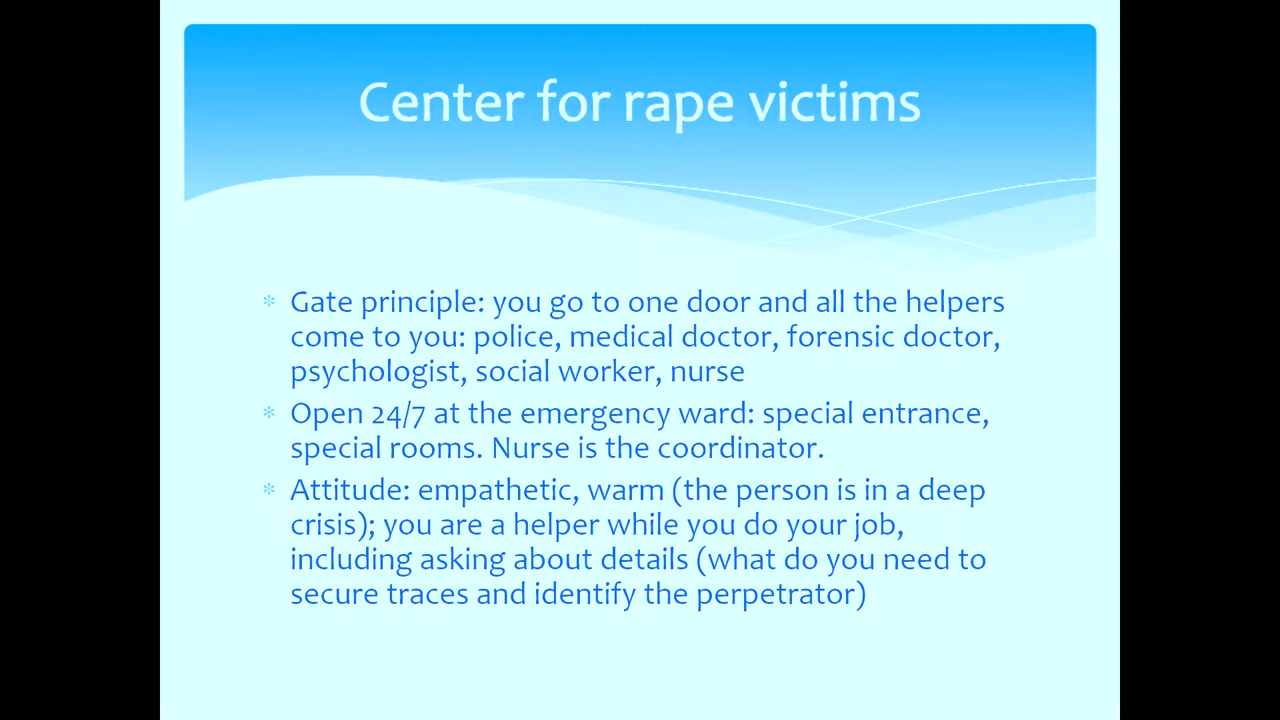 Center for rape victims
* Gate principle: you go to one door and all the helpers
come to you: police, medical doctor, forensic doctor,
psychologist, social worker, nurse
* Open 24/7 at the emergency ward: special entrance,
special rooms. Nurse is the coordinator.
* Attitude: empathetic, warm (the person is in a deep
crisis); you are a helper while you do your job,
including asking about details (what do you need to
secure traces and identify the perpetrator)